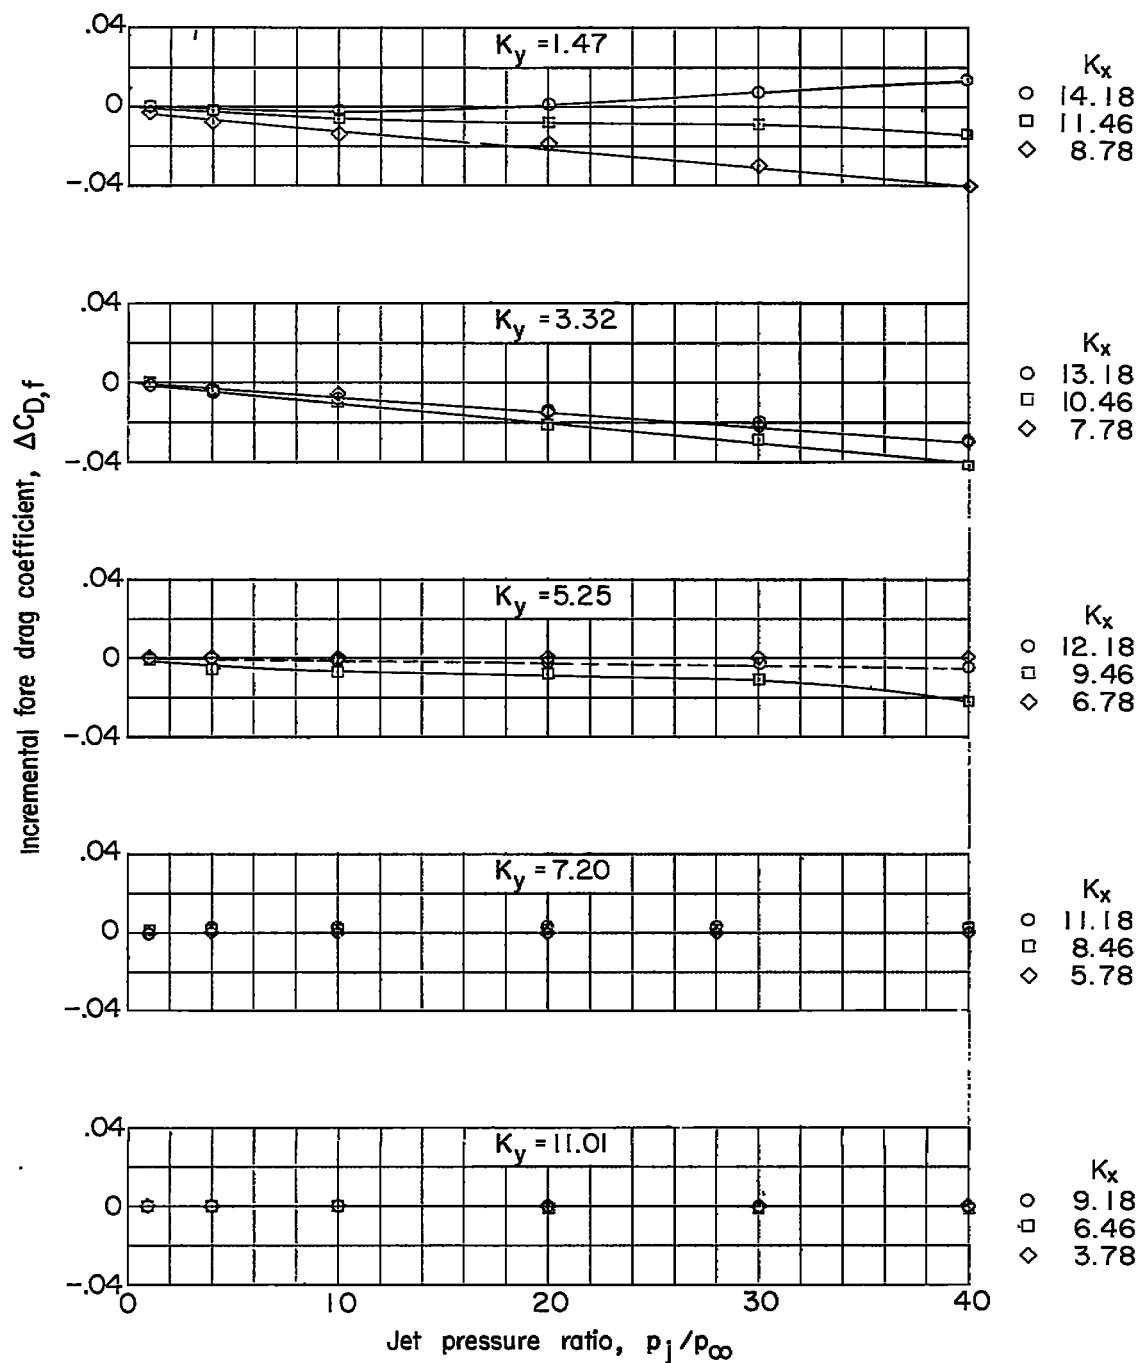 Incremental fore drag coefficient, ΔC_D,f
.04
0
-.04
K_y = 1.47
K_x
14.18
11.46
8.78
.04
0
-.04
K_y = 3.32
K_x
13.18
10.46
7.78
.04
0
-.04
K_y = 5.25
K_x
12.18
9.46
6.78
.04
0
-.04
K_y = 7.20
K_x
11.18
8.46
5.78
.04
0
-.04
K_y = 11.01
K_x
9.18
6.46
3.78
0 10 20 30 40
Jet pressure ratio, p_j/p_∞